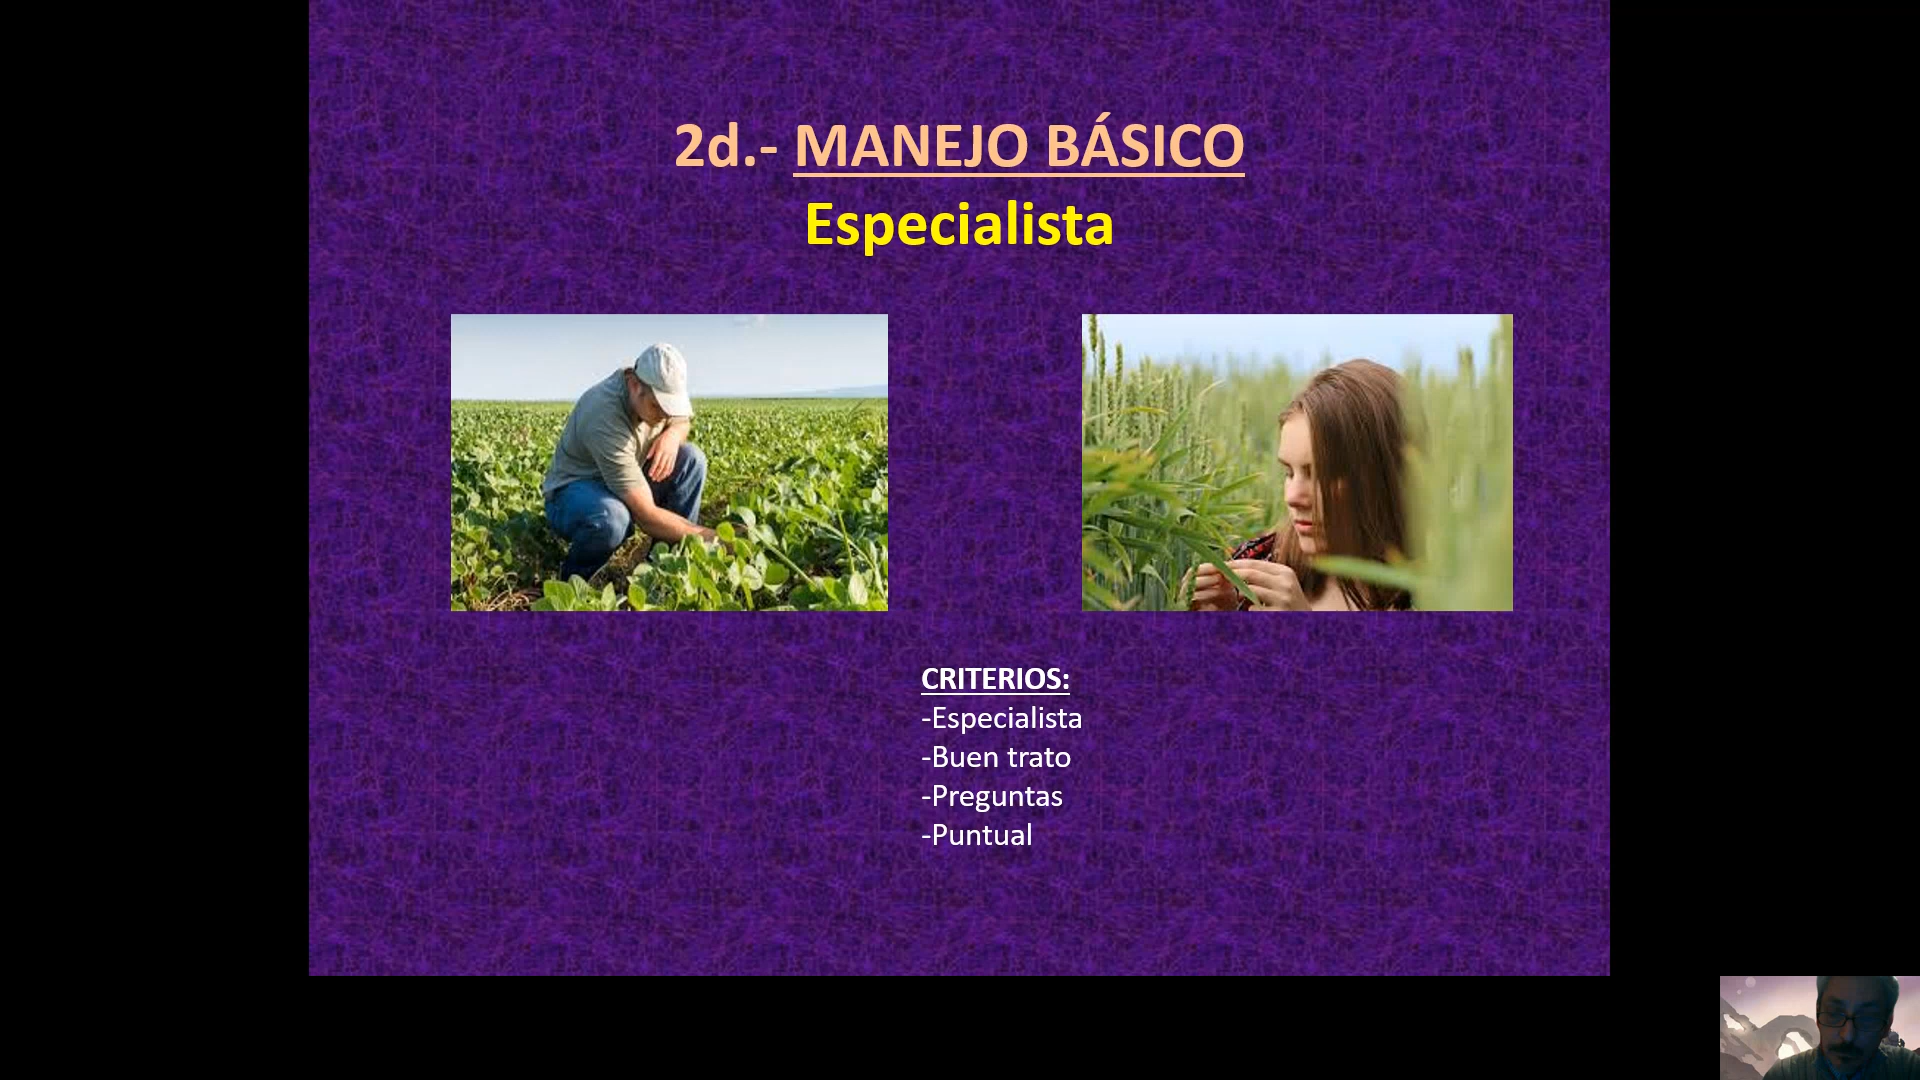 2d.- MANEJO BÁSICO
Especialista
CRITERIOS:
-Especialista
-Buen trato
-Preguntas
-Puntual